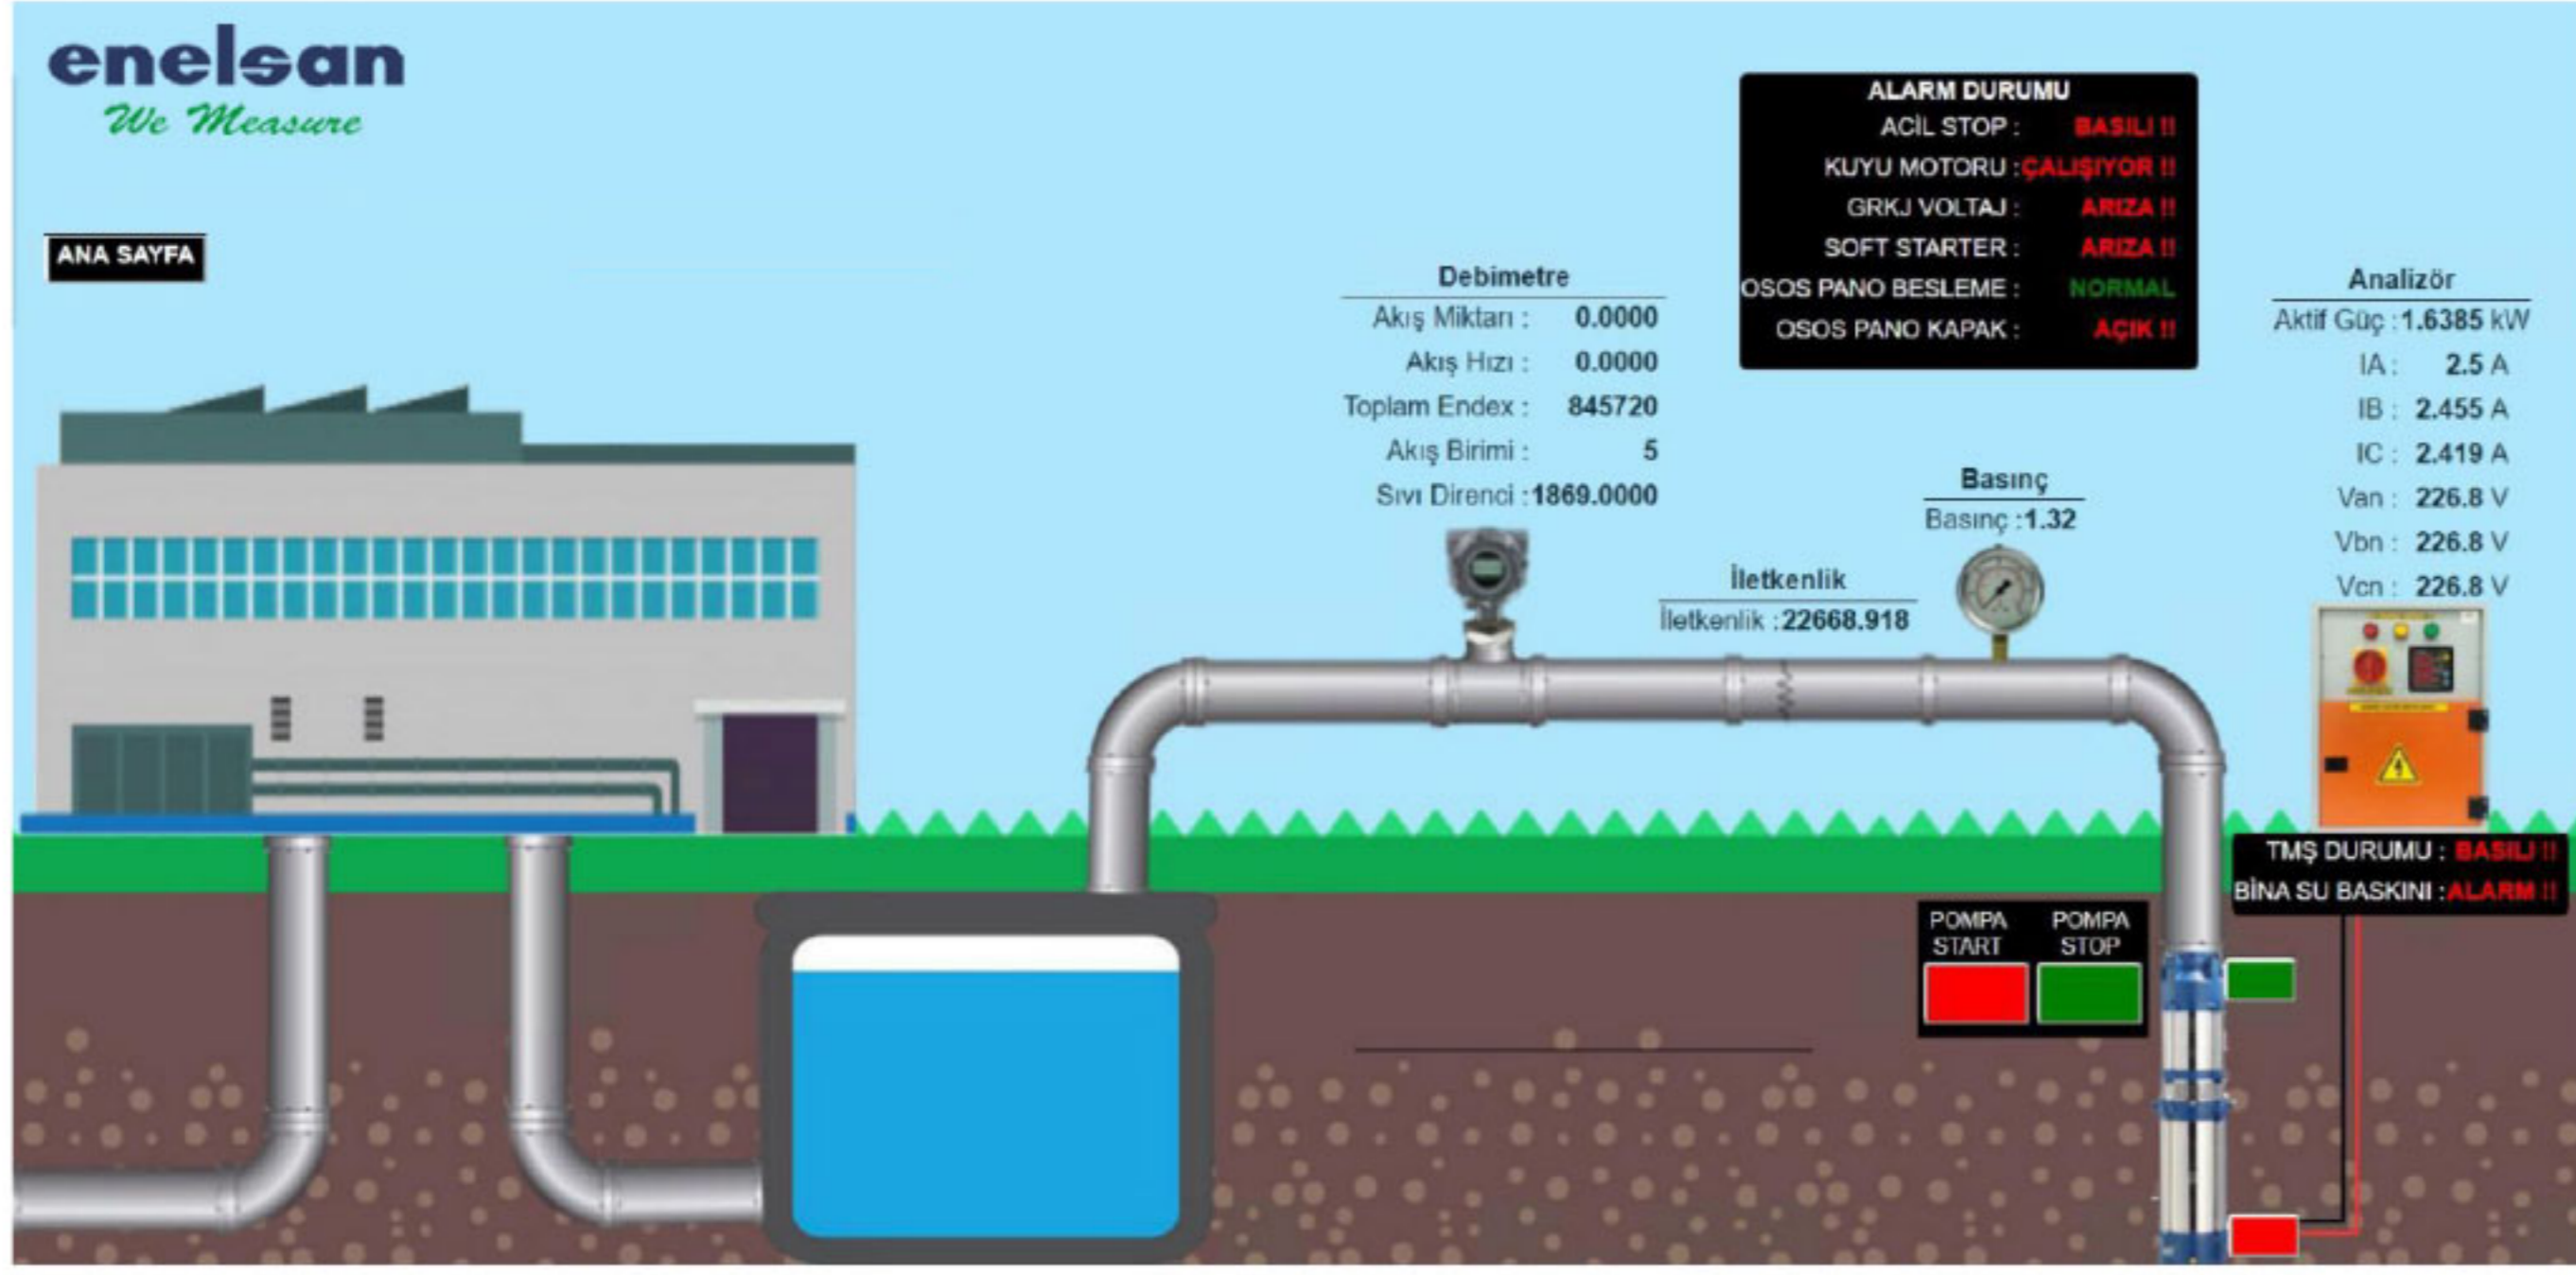 enelsan
We Measure
ANA SAYFA
ALARM DURUMU
ACİL STOP : BASILI !!
KUYU MOTORU : ÇALIŞIYOR !!
GRKJ VOLTAJ : ARIZA !!
SOFT STARTER : ARIZA !!
OSOS PANO BESLEME : NORMAL
OSOS PANO KAPAK : AÇIK !!
Debimetre
Akış Miktarı : 0.0000
Akış Hızı : 0.0000
Toplam Endex : 845720
Akış Birimi : 5
Sıvı Direnci : 1869.0000
Basınç
Basınç : 1.32
İletkenlik
İletkenlik : 22668.918
Analizör
Aktif Güç : 1.6385 kW
IA : 2.5 A
IB : 2.455 A
IC : 2.419 A
Van : 226.8 V
Vbn : 226.8 V
Vcn : 226.8 V
TMŞ DURUMU : BASILI !!
BİNA SU BASKINI : ALARM !!
POMPA START
POMPA STOP